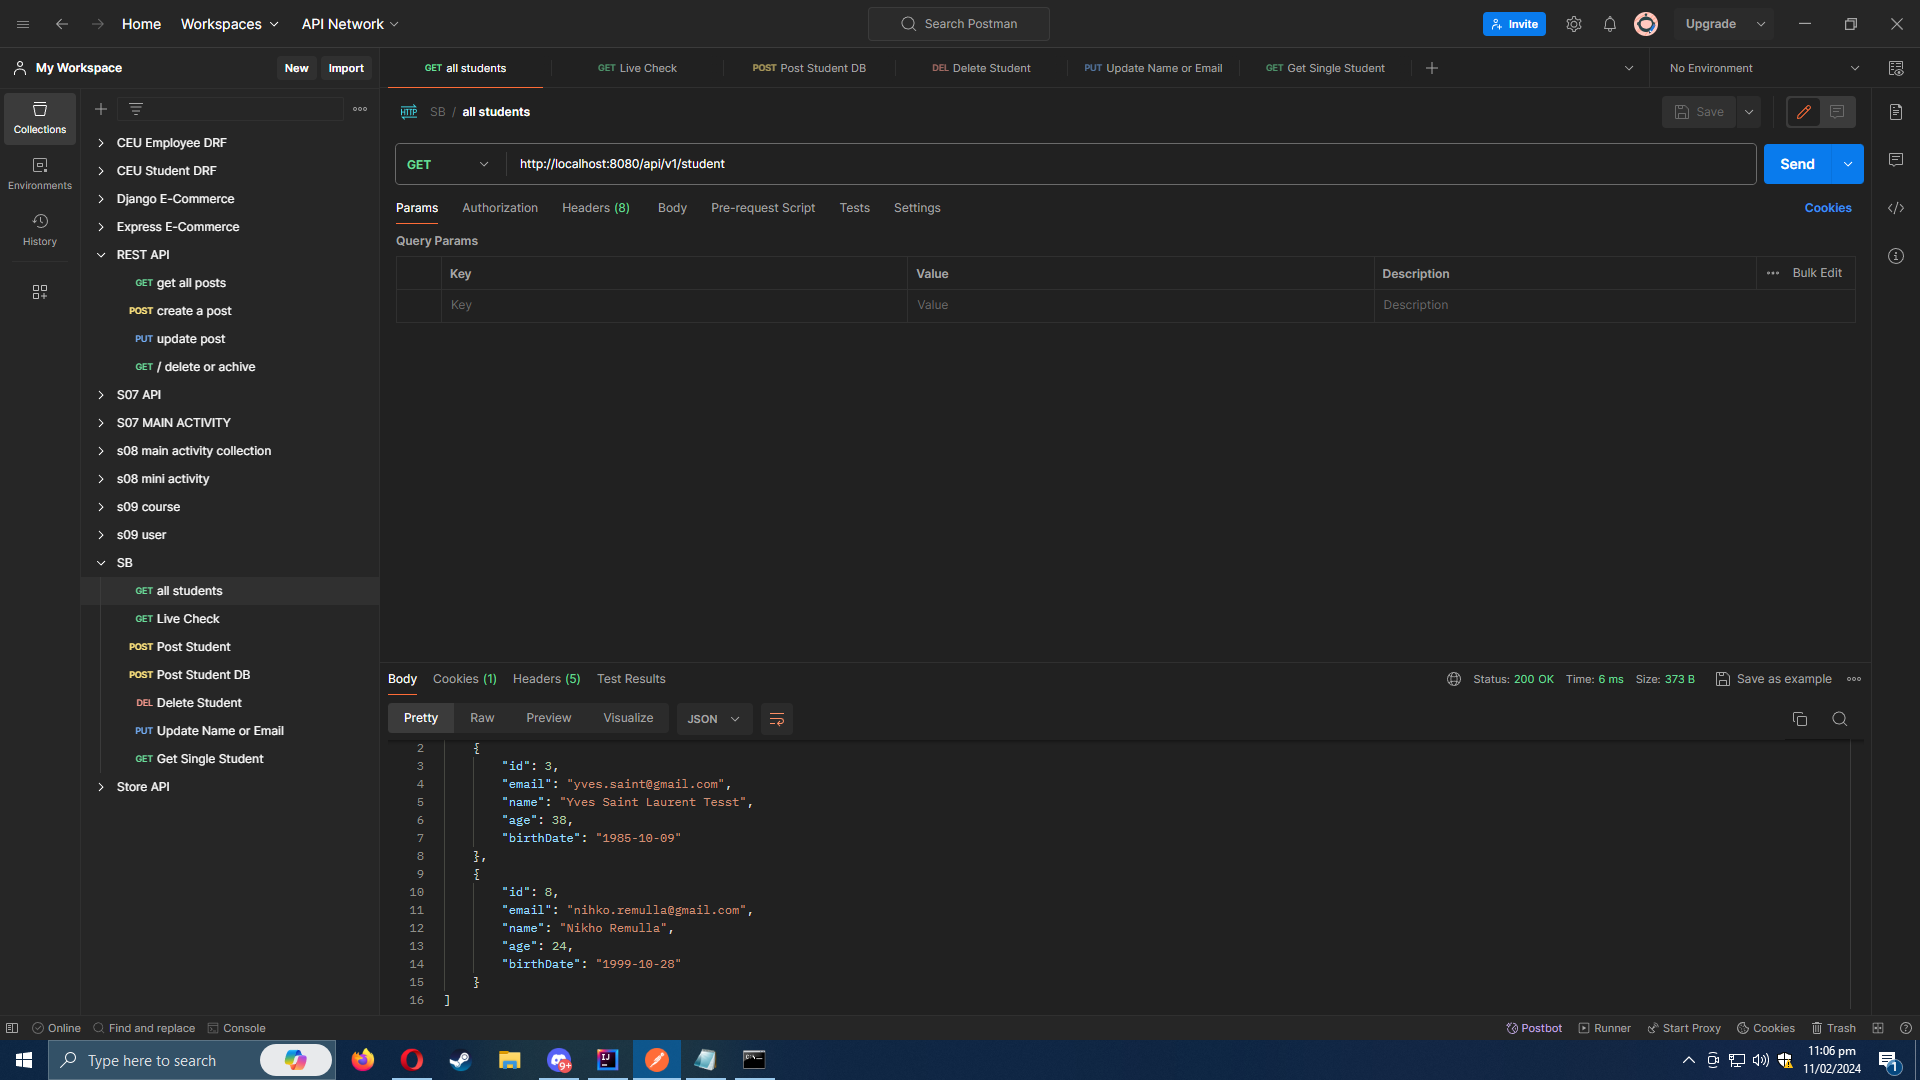 Home Workspaces API Network Search Postman Invite Upgrade
My Workspace New Import GET all students GET Live Check POST Post Student DB DEL Delete Student PUT Update Name or Email GET Get Single Student No Environment
Collections
Environments
History
CEU Employee DRF
CEU Student DRF
Django E-Commerce
Express E-Commerce
REST API
GET get all posts
POST create a post
PUT update post
GET / delete or achive
S07 API
S07 MAIN ACTIVITY
s08 main activity collection
s08 mini activity
s09 course
s09 user
SB
GET all students
GET Live Check
POST Post Student
POST Post Student DB
DEL Delete Student
PUT Update Name or Email
GET Get Single Student
Store API
HTTP SB / all students Save
GET http://localhost:8080/api/v1/student Send
Params Authorization Headers (8) Body Pre-request Script Tests Settings Cookies
Query Params
Key Value Description Bulk Edit
Key Value Description
Body Cookies (1) Headers (5) Test Results Status: 200 OK Time: 6 ms Size: 373 B Save as example
Pretty Raw Preview Visualize JSON
2 {
3 "id": 3,
4 "email": "yves.saint@gmail.com",
5 "name": "Yves Saint Laurent Tesst",
6 "age": 38,
7 "birthDate": "1985-10-09"
8 },
9 {
10 "id": 8,
11 "email": "nihko.remulla@gmail.com",
12 "name": "Nikho Remulla",
13 "age": 24,
14 "birthDate": "1999-10-28"
15 }
16 ]
Online Find and replace Console Postbot Runner Start Proxy Cookies Trash
Type here to search 9+ IJ 11:06 pm
11/02/2024 1